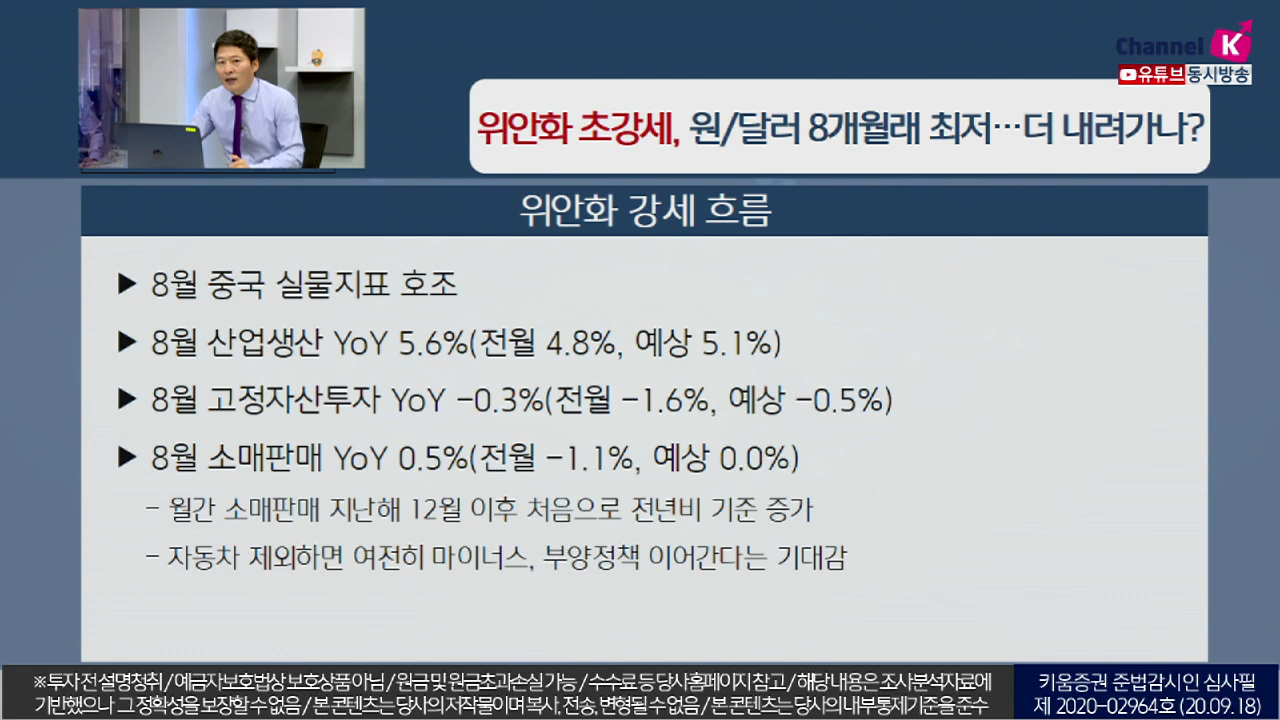 Channel K
유튜브동시방송
위안화 초강세, 원/달러 8개월래 최저…더 내려가나?
위안화 강세 흐름
▶ 8월 중국 실물지표 호조
▶ 8월 산업생산 YoY 5.6%(전월 4.8%, 예상 5.1%)
▶ 8월 고정자산투자 YoY -0.3%(전월 -1.6%, 예상 -0.5%)
▶ 8월 소매판매 YoY 0.5%(전월 -1.1%, 예상 0.0%)
- 월간 소매판매 지난해 12월 이후 처음으로 전년비 기준 증가
- 자동차 제외하면 여전히 마이너스, 부양정책 이어간다는 기대감
※ 투자 전 설명청취 / 예금자보호법상 보호상품 아님 / 원금 및 원금초과손실 가능 / 수수료 등 당사홈페이지 참고 / 해당 내용은 조사분석자료에
기반했으나 그 정확성을 보장할 수 없음 / 본 콘텐츠는 당사의 저작물이며 복사, 전송, 변형될 수 없음 / 본 콘텐츠는 당사의 내부통제기준을 준수
키움증권 준법감시인 심사필
제 2020-02964호 (20.09.18)